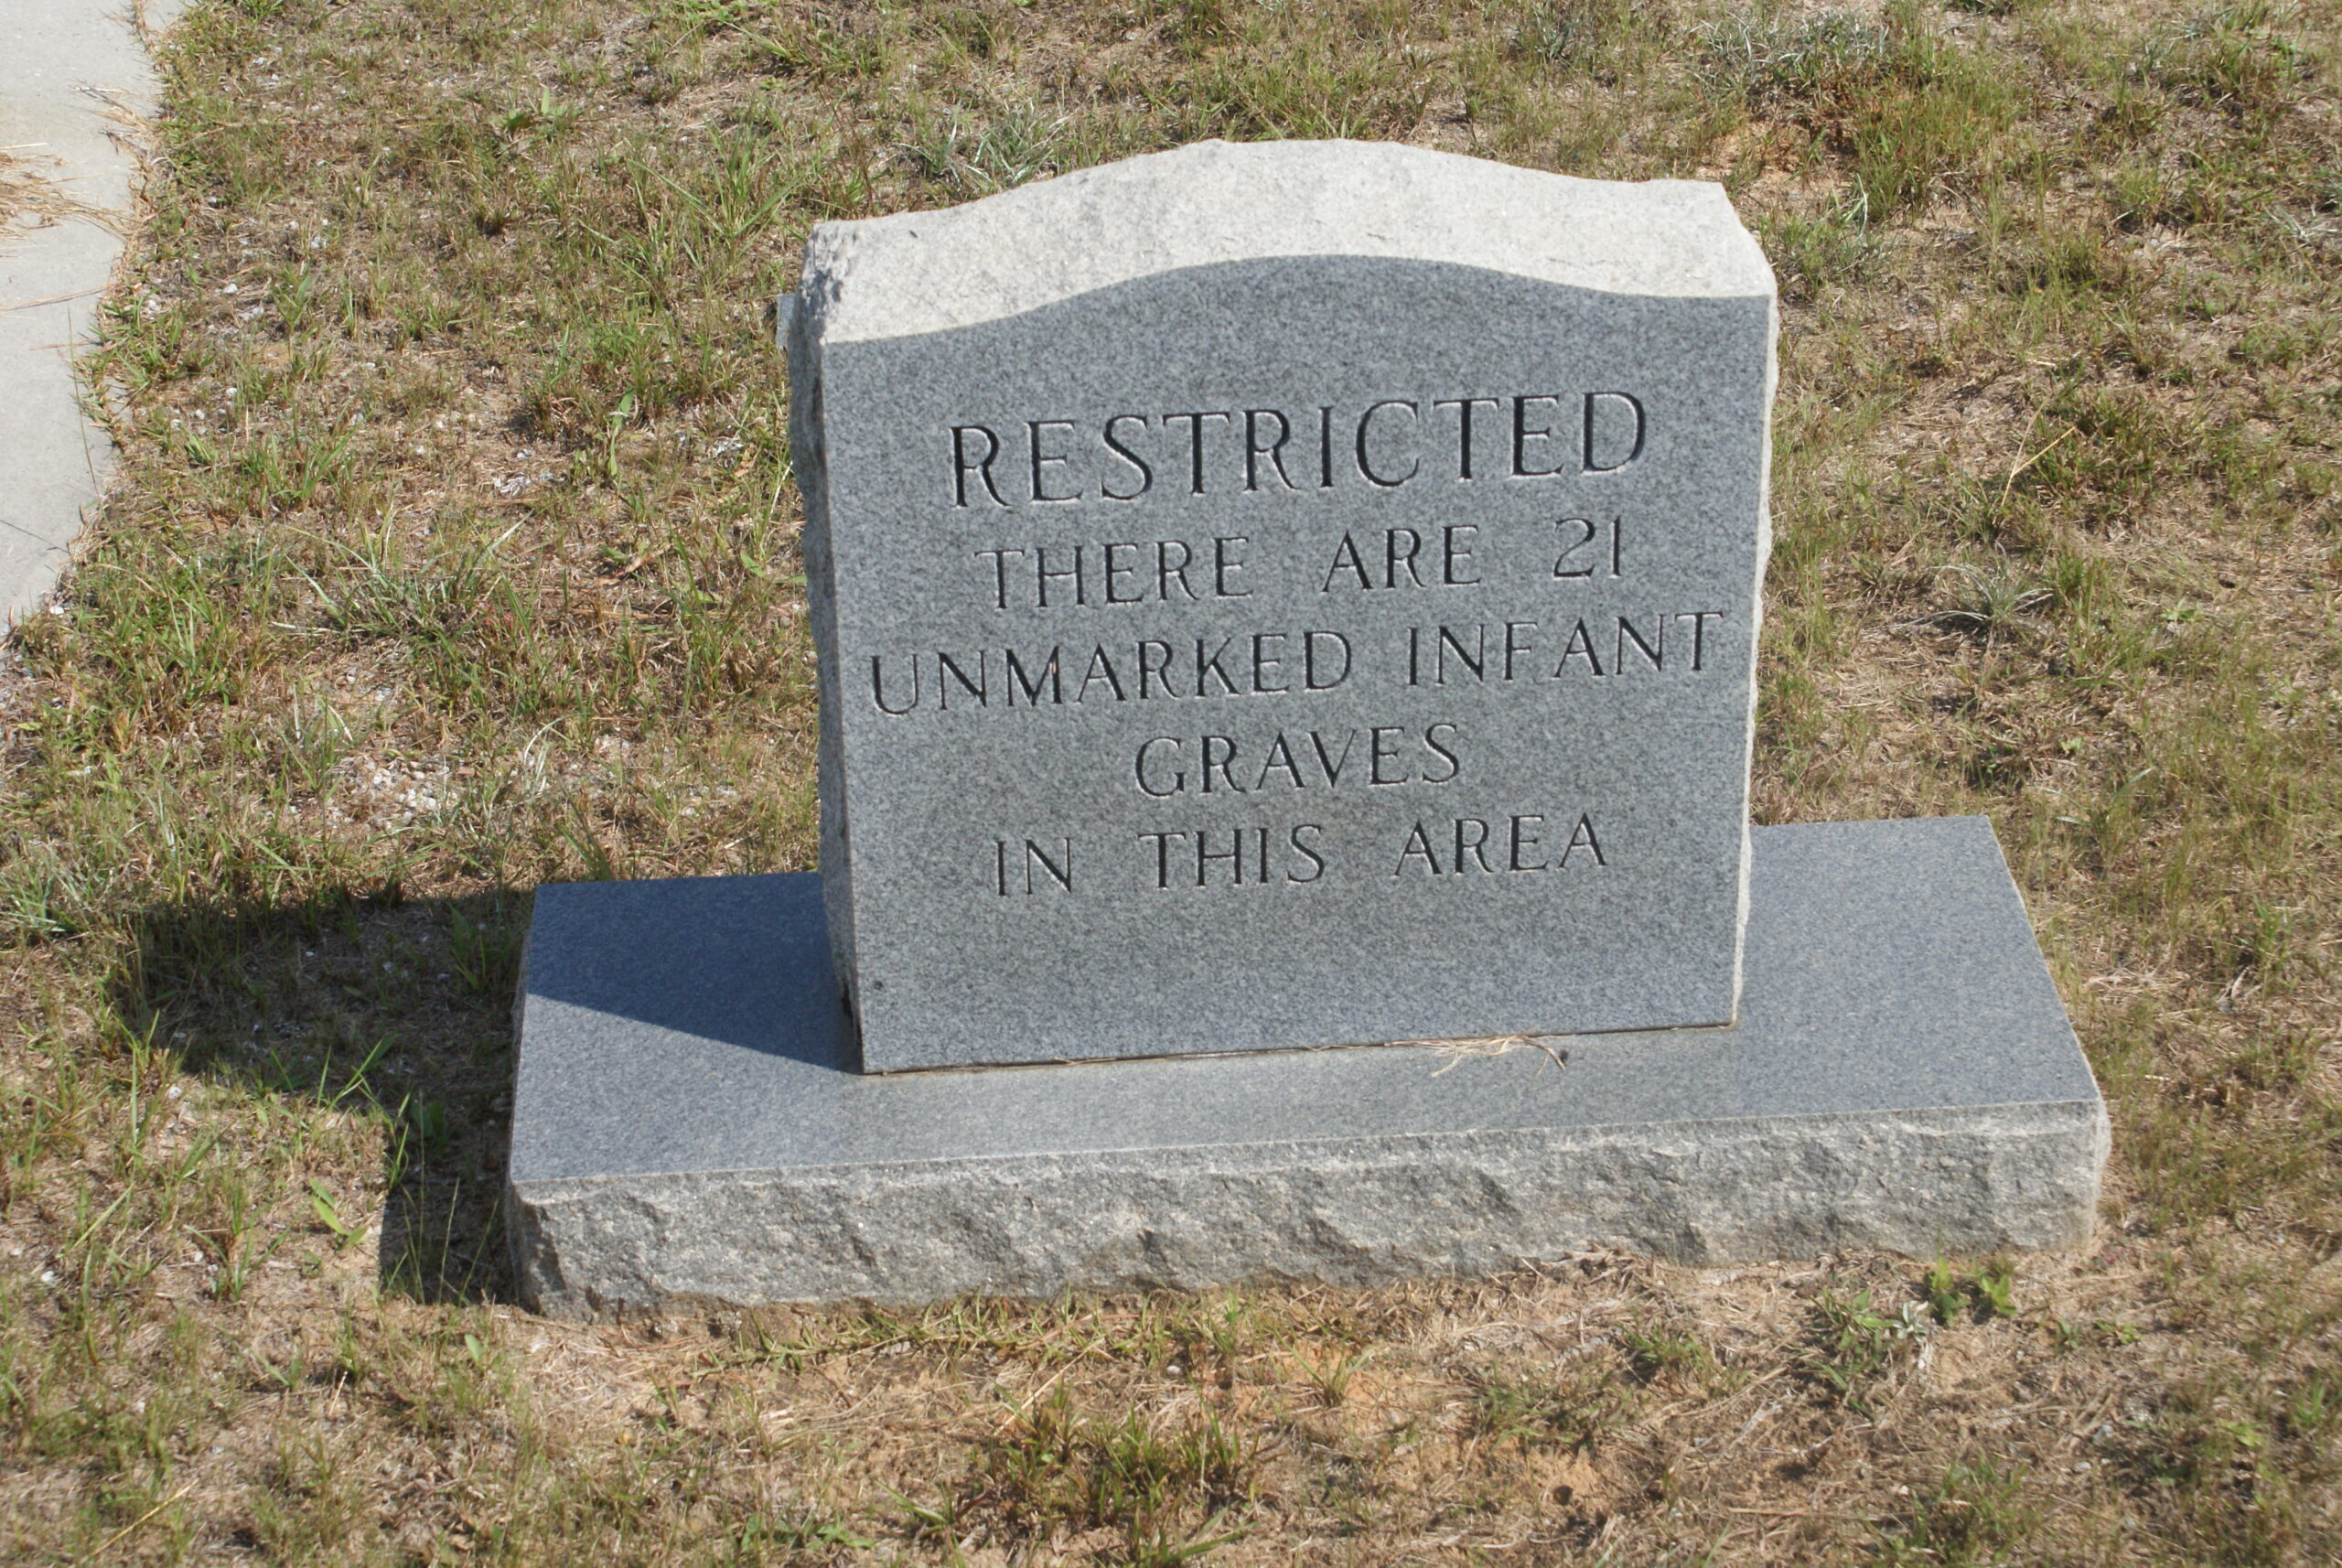 RESTRICTED
THERE ARE 21
UNMARKED INFANT
GRAVES
IN THIS AREA